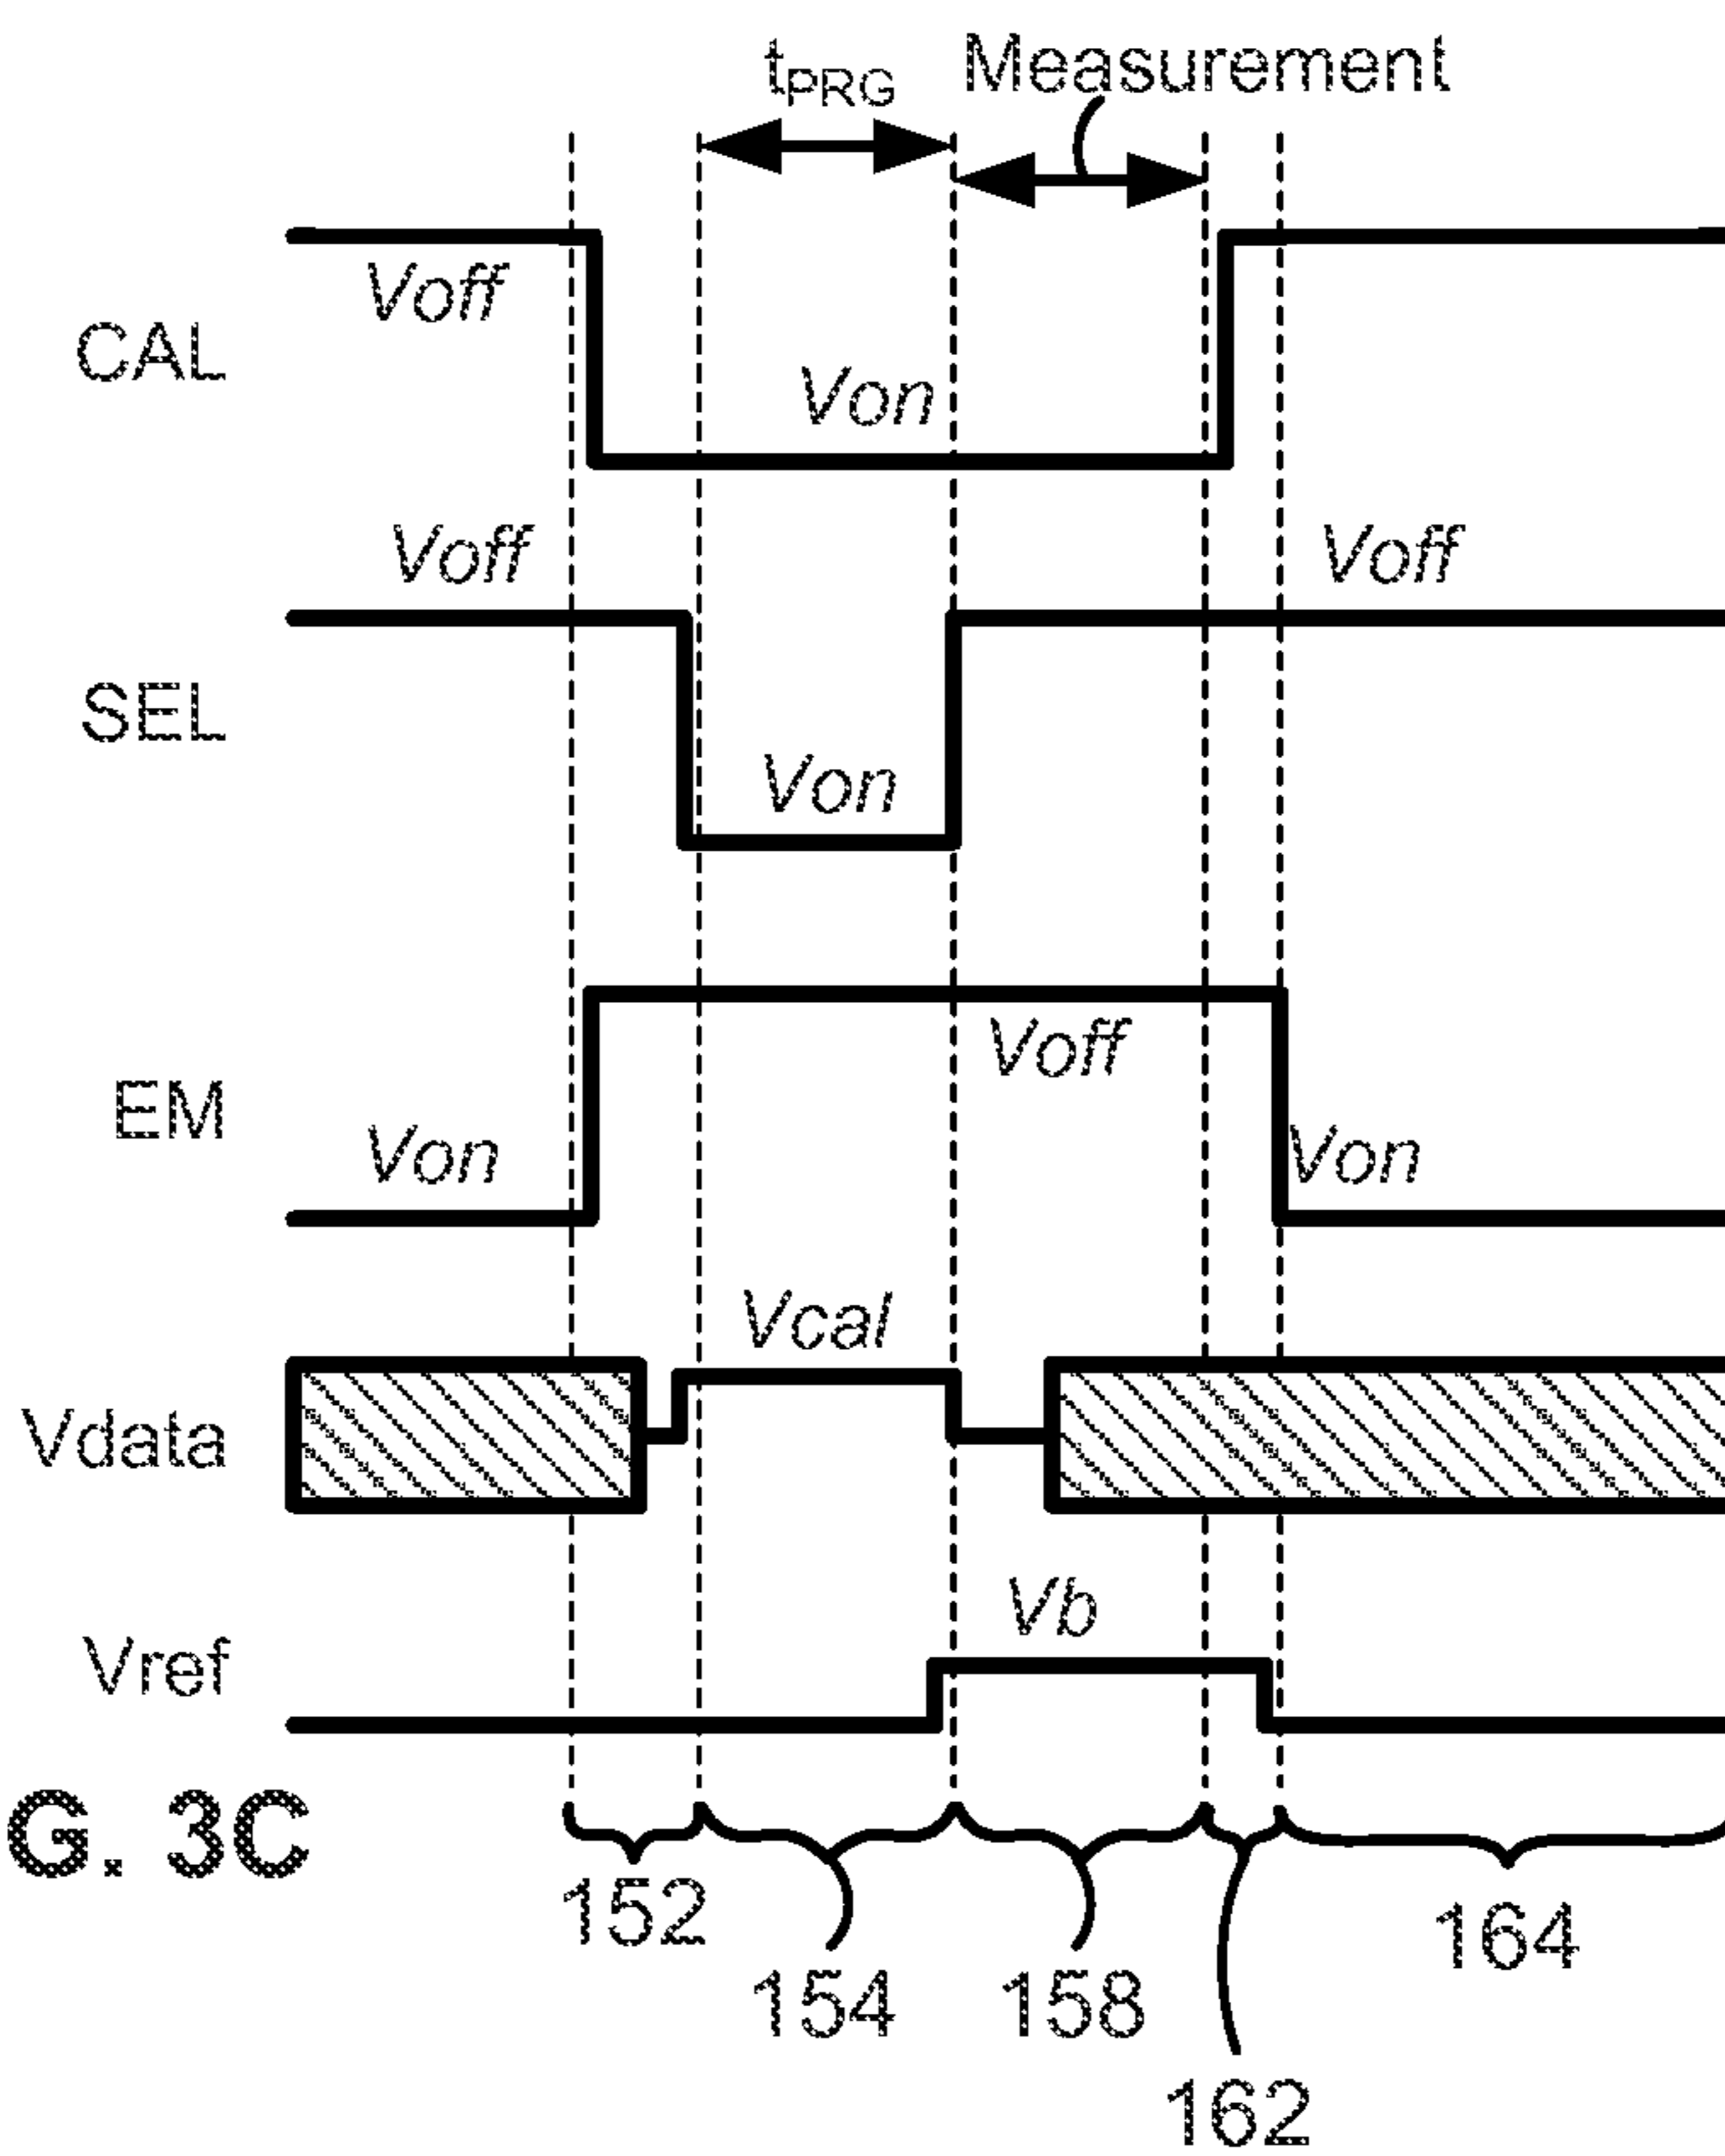 tPRG Measurement
Voff
CAL
Von
Voff Voff
SEL
Von
Voff
EM
Von Von
Vcal
Vdata
Vb
Vref
G. 3C
152
164
154 158
162